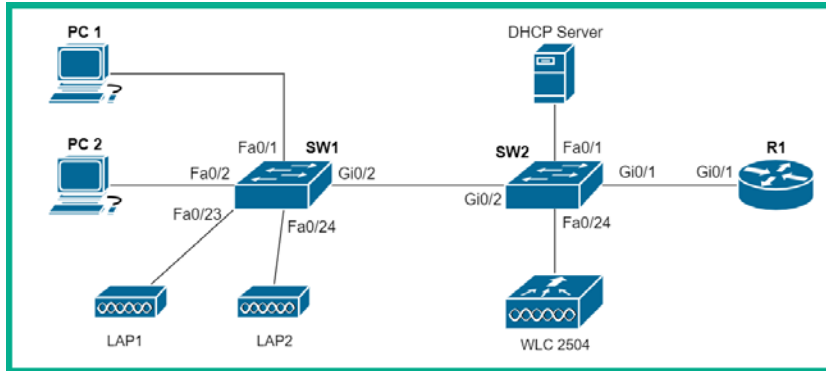 PC 1
DHCP Server
?
PC 2
Fa0/1
SW1
Fa0/1
R1
SW2
Fa0/2
Gi0/2
Gi0/1
Gi0/1
?
Gi0/2
Fa0/23
Fa0/24
Fa0/24
LAP1
LAP2
WLC 2504